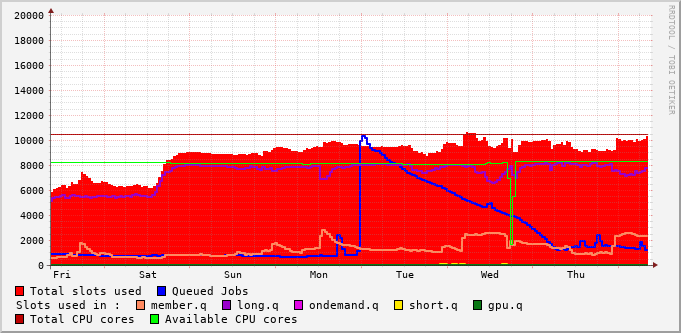 RRDTOOL / TOBI OETIKER
20000
18000
16000
14000
12000
10000
8000
6000
4000
2000
0
Fri Sat Sun Mon Tue Wed Thu
Total slots used Queued Jobs
Slots used in : member.q long.q ondemand.q short.q gpu.q
Total CPU cores Available CPU cores